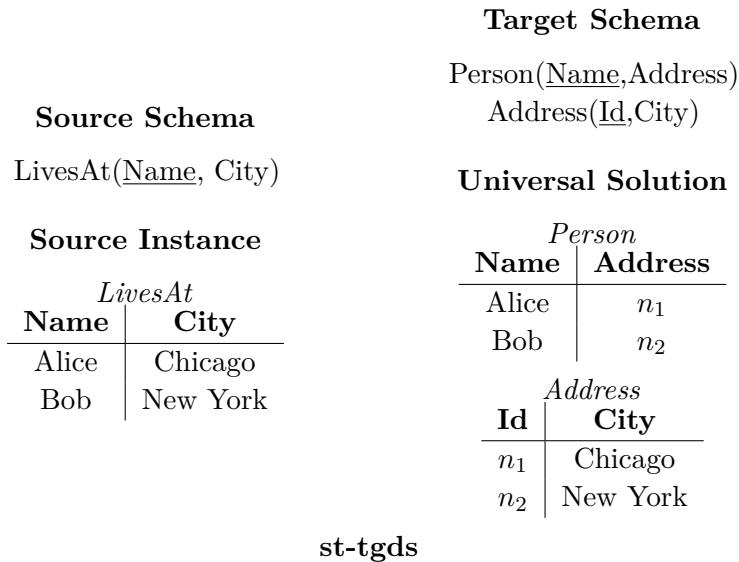 Source Schema
LivesAt(Name, City)
Source Instance
LivesAt
Name City
Alice Chicago
Bob New York
Target Schema
Person(Name,Address)
Address(Id,City)
Universal Solution
Person
Name Address
Alice n1
Bob n2
Address
Id City
n1 Chicago
n2 New York
st-tgds